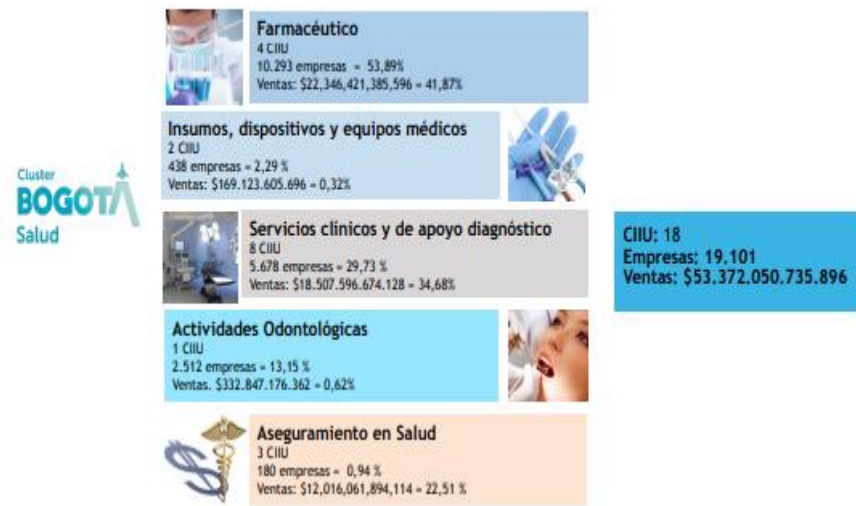 Cluster
BOGOTÁ
Salud
Farmacéutico
4 CIIU
10.293 empresas = 53,89%
Ventas: $22,346,421,385,596 = 41,87%
Insumos, dispositivos y equipos médicos
2 CIIU
438 empresas = 2,29 %
Ventas: $169.123.605.696 = 0,32%
Servicios clínicos y de apoyo diagnóstico
8 CIIU
5.678 empresas = 29,73 %
Ventas: $18.507.596.674.128 = 34,68%
Actividades Odontológicas
1 CIIU
2.512 empresas = 13,15 %
Ventas. $332.847.176.362 = 0,62%
Aseguramiento en Salud
3 CIIU
180 empresas = 0,94 %
Ventas: $12,016,061,894,114 = 22,51 %
CIIU: 18
Empresas: 19.101
Ventas: $53.372.050.735.896